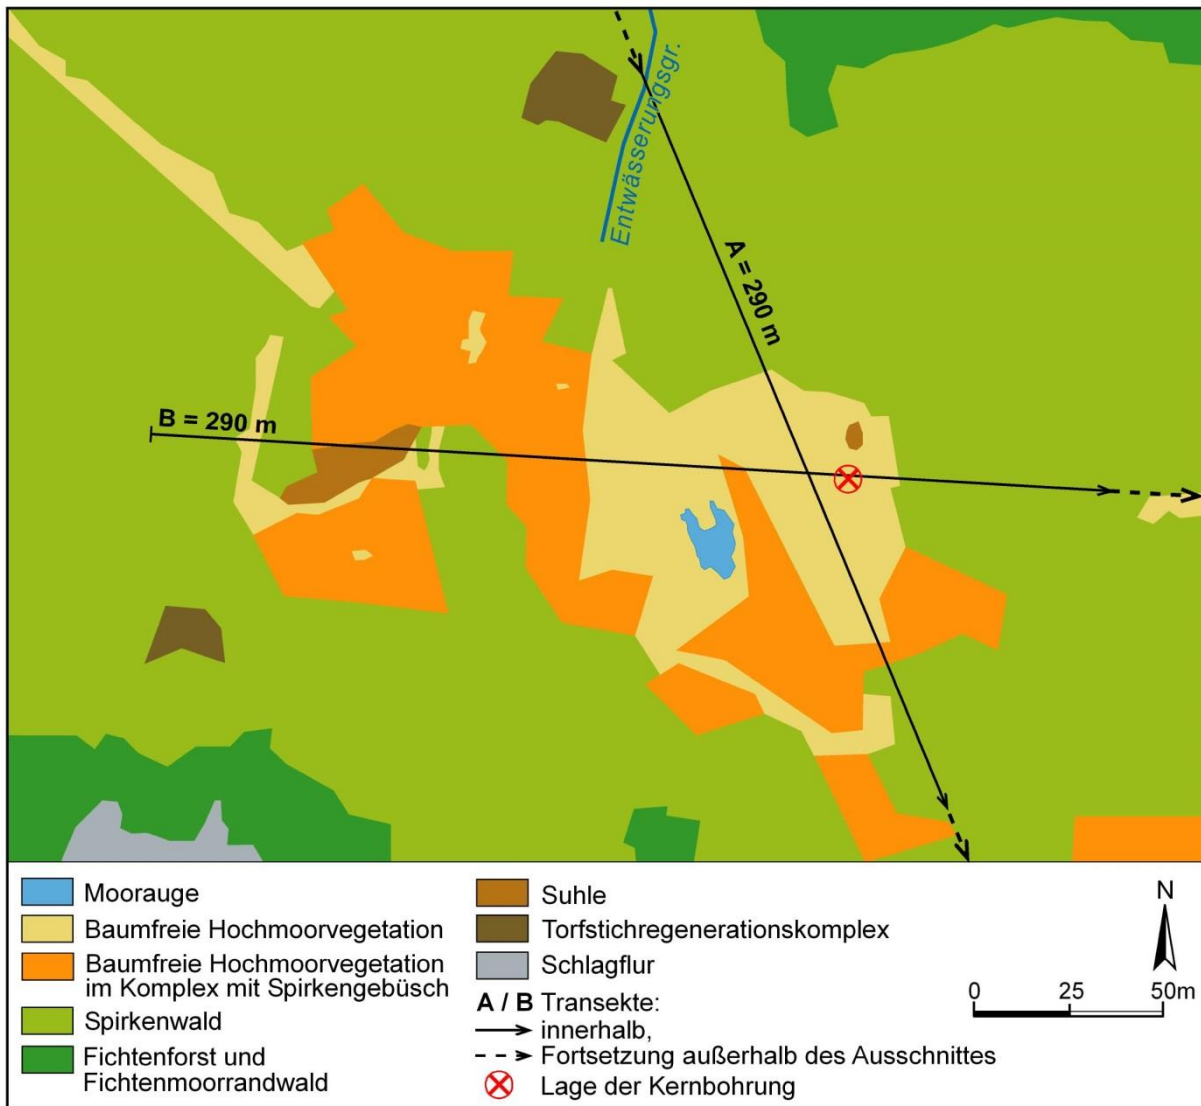 Entwässerungsgr.
A = 290 m
B = 290 m
Moorauge
Baumfreie Hochmoorvegetation
Baumfreie Hochmoorvegetation
im Komplex mit Spirkengebüsch
Spirkenwald
Fichtenforst und
Fichtenmoorrandwald
Suhle
Torfstichregenerationskomplex
Schlagflur
A / B Transekte:
innerhalb,
Fortsetzung außerhalb des Ausschnittes
Lage der Kernbohrung
N
0 25 50m